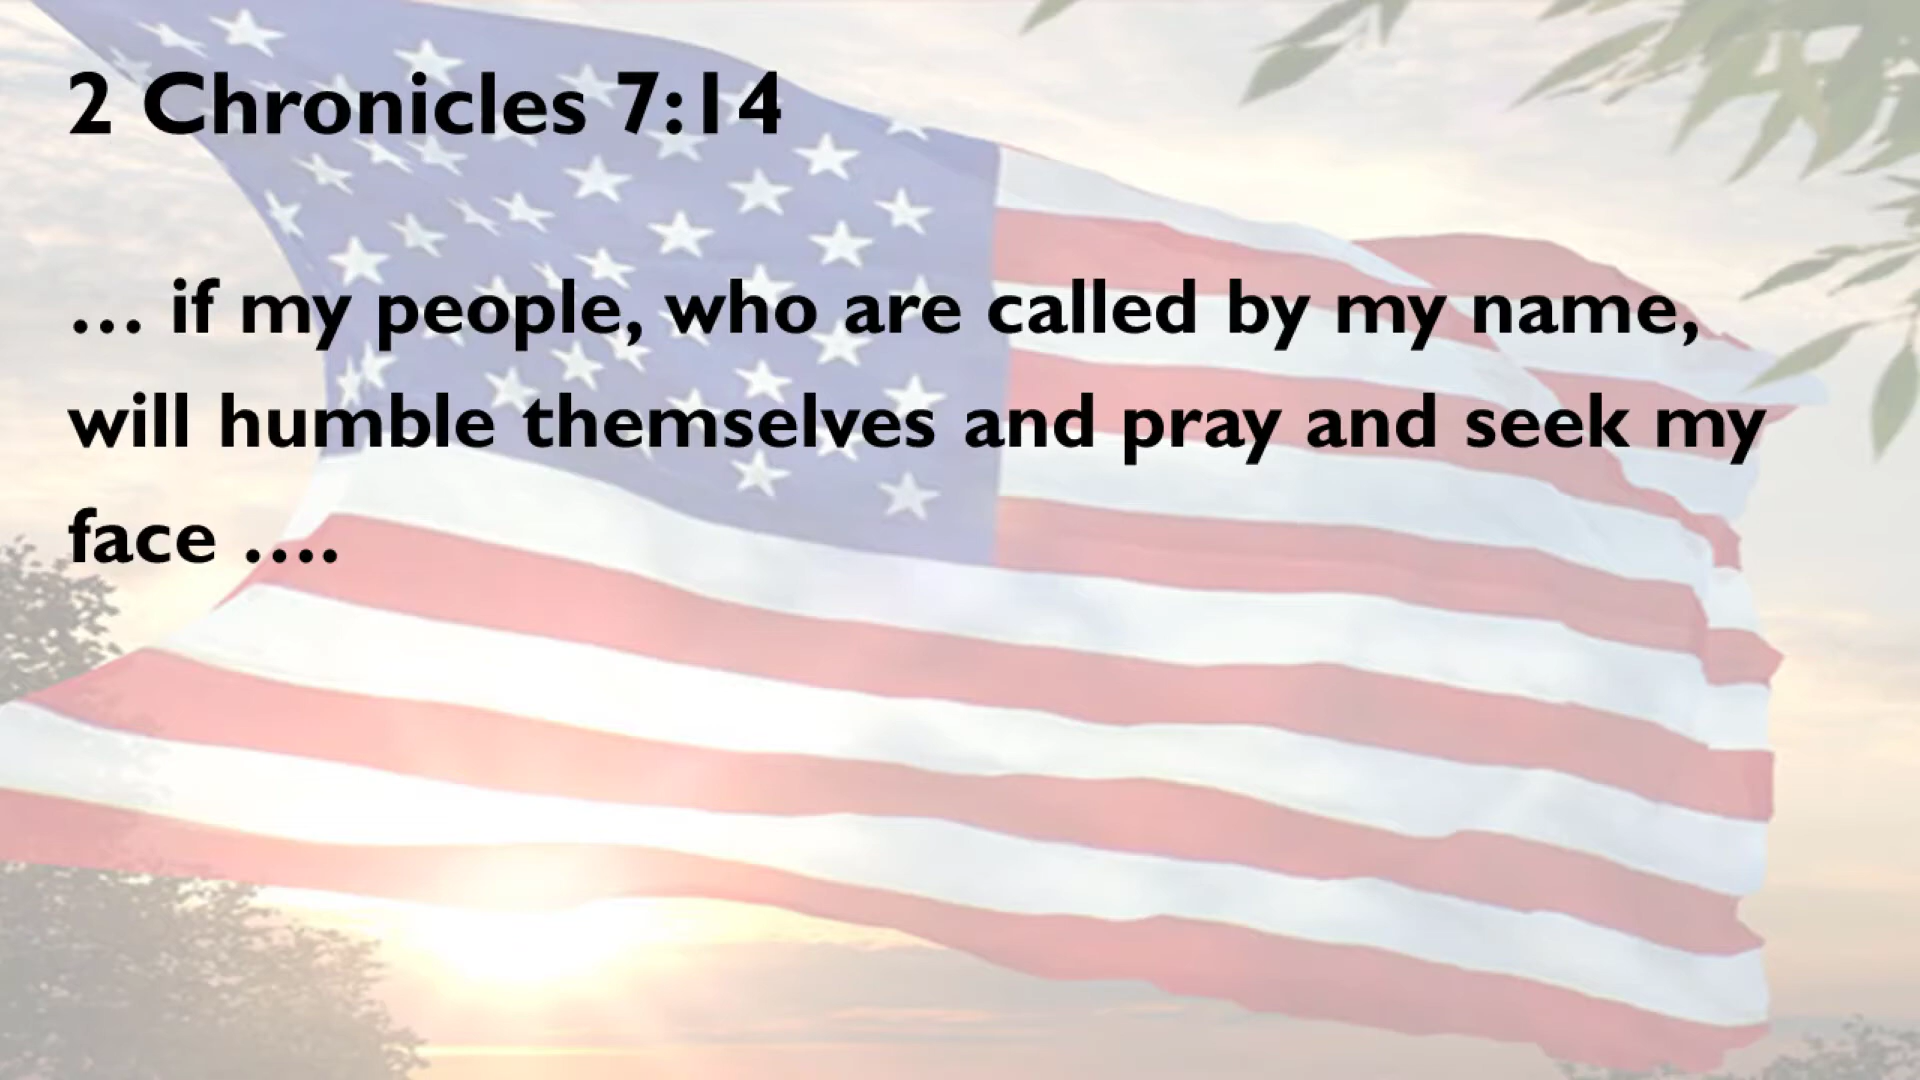 2 Chronicles 7:14
… if my people, who are called by my name,
will humble themselves and pray and seek my
face ….